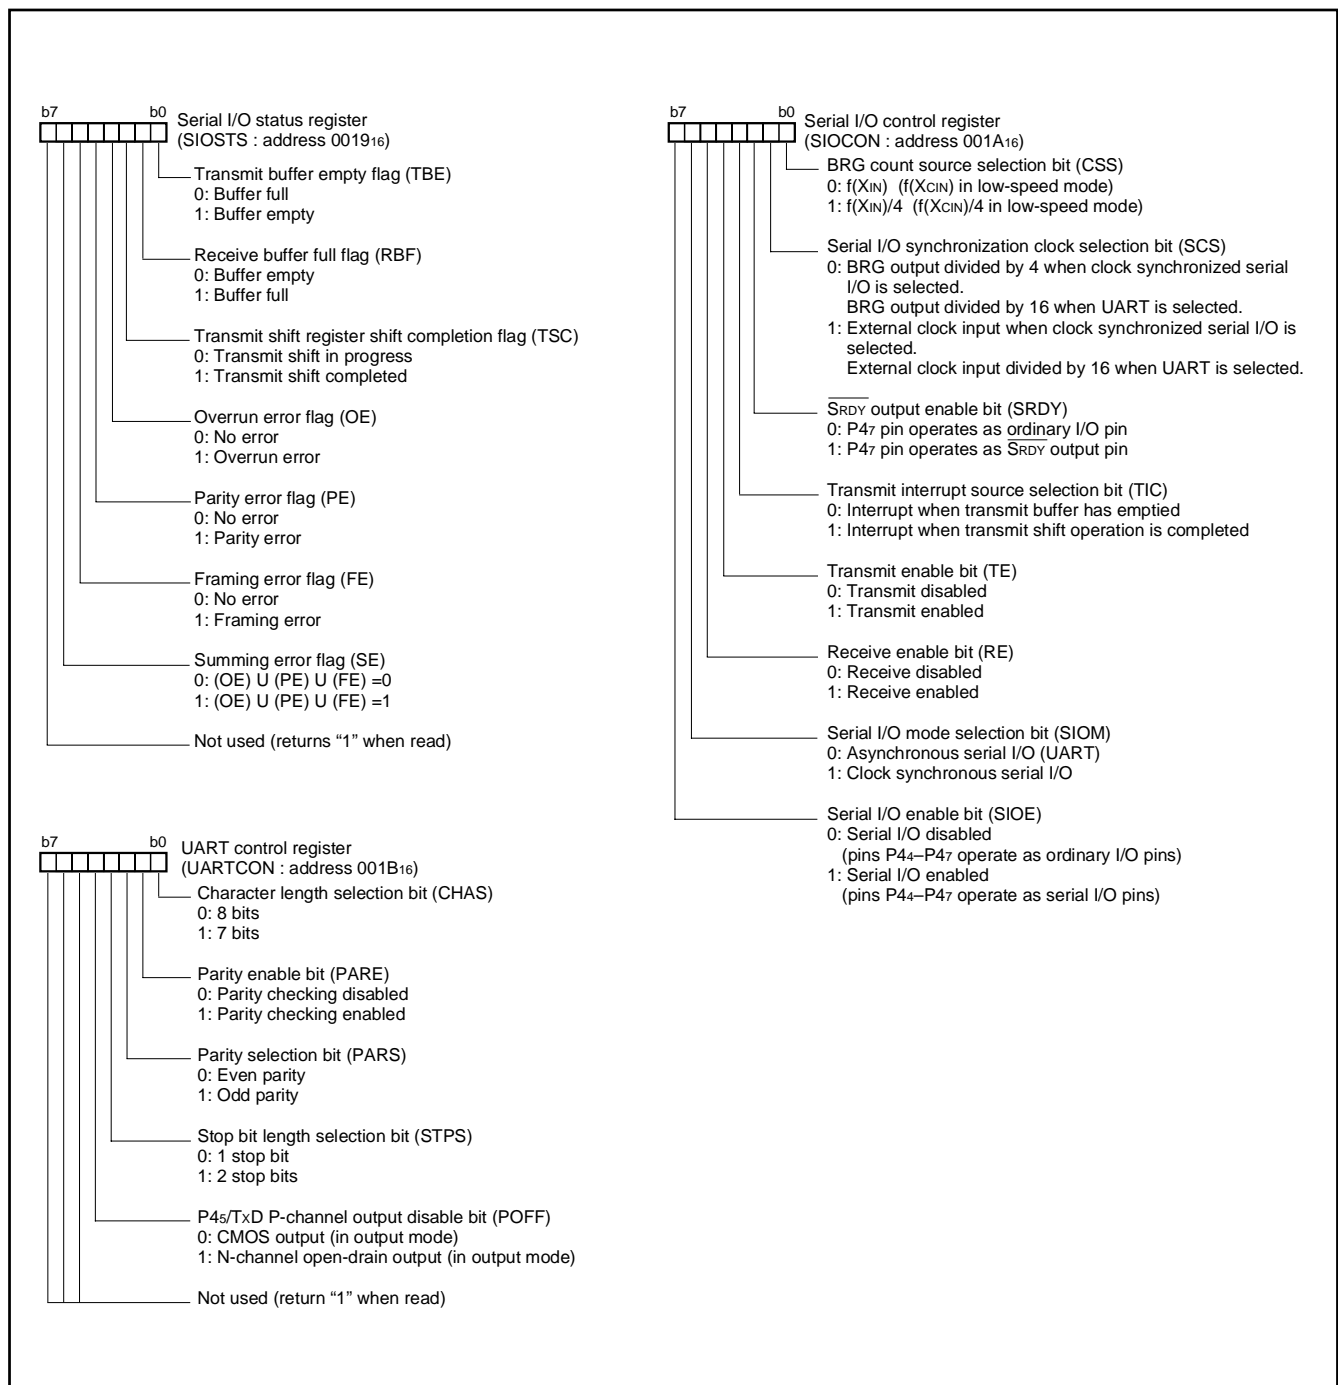 b7 b0
Serial I/O status register
(SIOSTS : address 001916)
Transmit buffer empty flag (TBE)
0: Buffer full
1: Buffer empty
Receive buffer full flag (RBF)
0: Buffer empty
1: Buffer full
Transmit shift register shift completion flag (TSC)
0: Transmit shift in progress
1: Transmit shift completed
Overrun error flag (OE)
0: No error
1: Overrun error
Parity error flag (PE)
0: No error
1: Parity error
Framing error flag (FE)
0: No error
1: Framing error
Summing error flag (SE)
0: (OE) U (PE) U (FE) =0
1: (OE) U (PE) U (FE) =1
Not used (returns “1” when read)
b7 b0
UART control register
(UARTCON : address 001B16)
Character length selection bit (CHAS)
0: 8 bits
1: 7 bits
Parity enable bit (PARE)
0: Parity checking disabled
1: Parity checking enabled
Parity selection bit (PARS)
0: Even parity
1: Odd parity
Stop bit length selection bit (STPS)
0: 1 stop bit
1: 2 stop bits
P45/TXD P-channel output disable bit (POFF)
0: CMOS output (in output mode)
1: N-channel open-drain output (in output mode)
Not used (return “1” when read)
b7 b0
Serial I/O control register
(SIOCON : address 001A16)
BRG count source selection bit (CSS)
0: f(XIN) (f(XCIN) in low-speed mode)
1: f(XIN)/4 (f(XCIN)/4 in low-speed mode)
Serial I/O synchronization clock selection bit (SCS)
0: BRG output divided by 4 when clock synchronized serial
I/O is selected.
BRG output divided by 16 when UART is selected.
1: External clock input when clock synchronized serial I/O is
selected.
External clock input divided by 16 when UART is selected.
SRDY output enable bit (SRDY)
0: P47 pin operates as ordinary I/O pin
1: P47 pin operates as SRDY output pin
Transmit interrupt source selection bit (TIC)
0: Interrupt when transmit buffer has emptied
1: Interrupt when transmit shift operation is completed
Transmit enable bit (TE)
0: Transmit disabled
1: Transmit enabled
Receive enable bit (RE)
0: Receive disabled
1: Receive enabled
Serial I/O mode selection bit (SIOM)
0: Asynchronous serial I/O (UART)
1: Clock synchronous serial I/O
Serial I/O enable bit (SIOE)
0: Serial I/O disabled
(pins P44–P47 operate as ordinary I/O pins)
1: Serial I/O enabled
(pins P44–P47 operate as serial I/O pins)